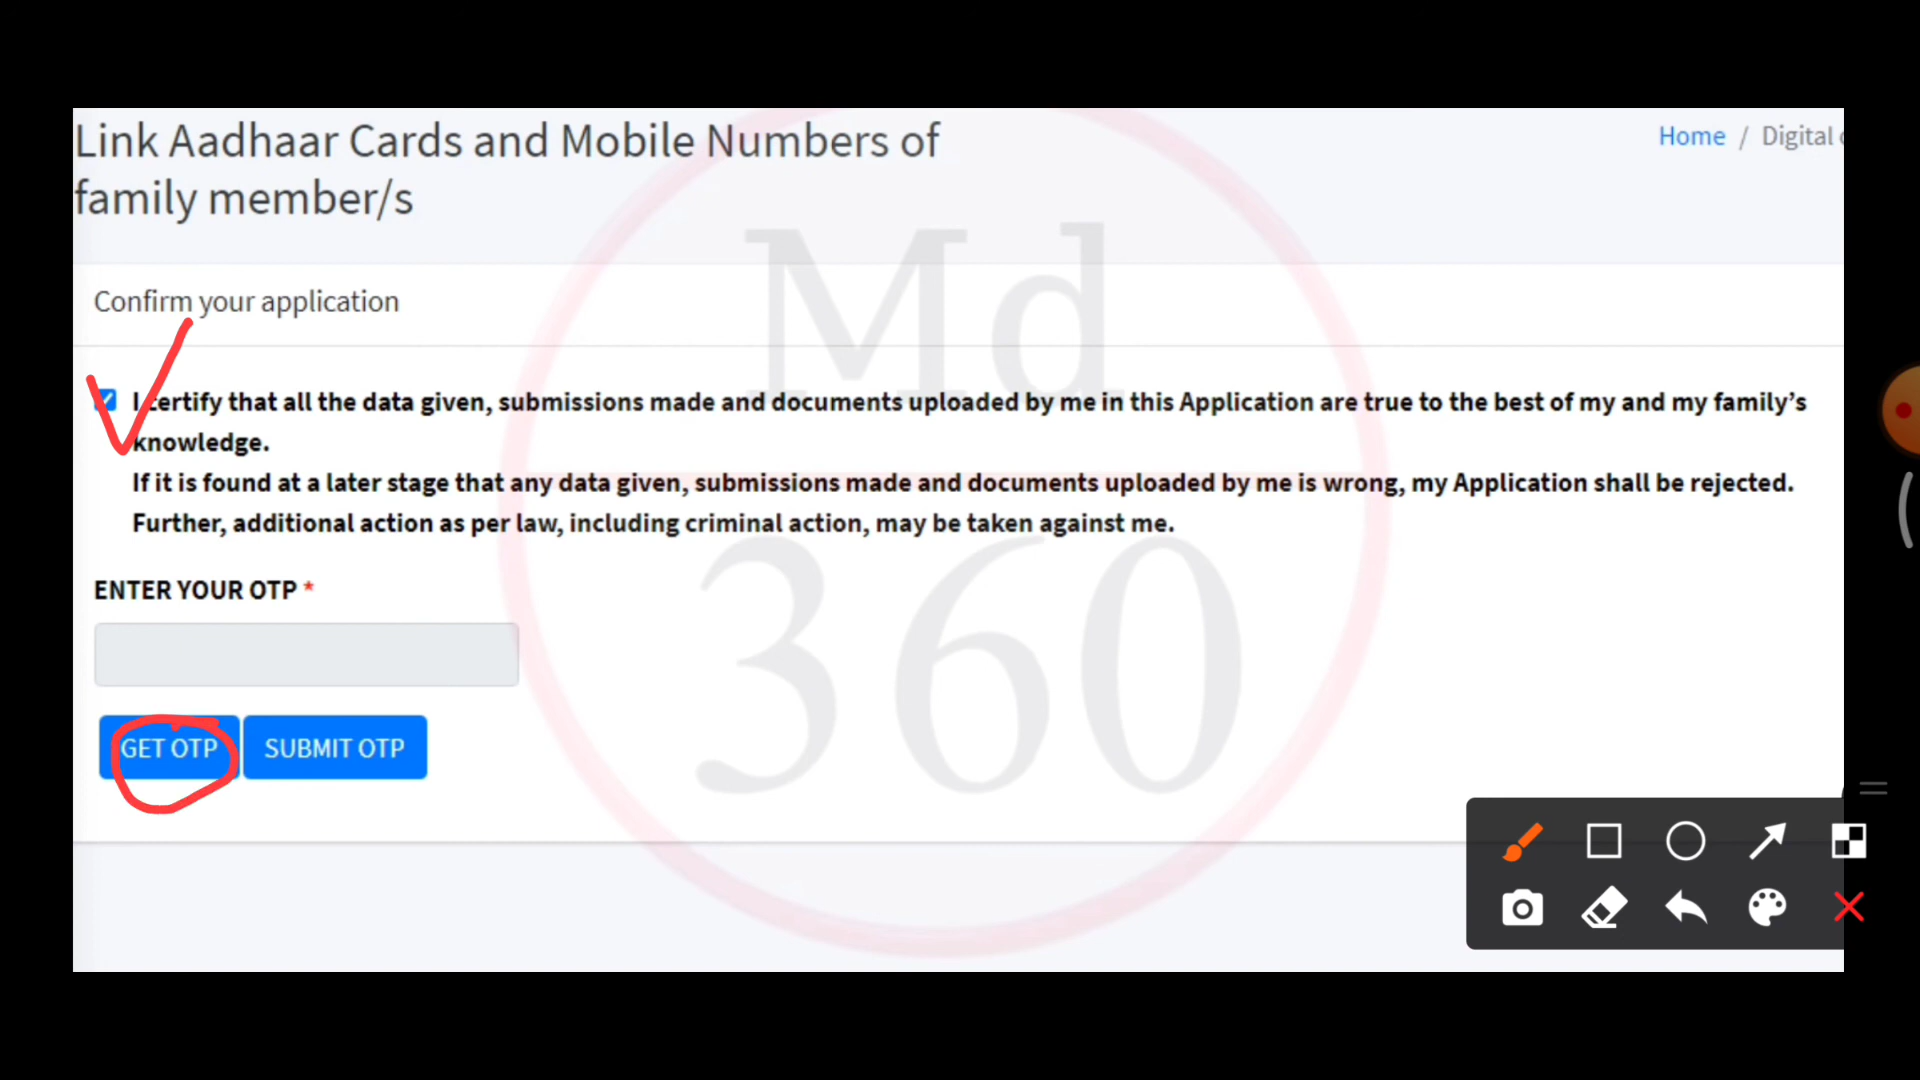 Link Aadhaar Cards and Mobile Numbers of
family member/s
Home / Digital
Confirm your application
I certify that all the data given, submissions made and documents uploaded by me in this Application are true to the best of my and my family's
knowledge.
If it is found at a later stage that any data given, submissions made and documents uploaded by me is wrong, my Application shall be rejected.
Further, additional action as per law, including criminal action, may be taken against me.
ENTER YOUR OTP *
GET OTP SUBMIT OTP
Md
360